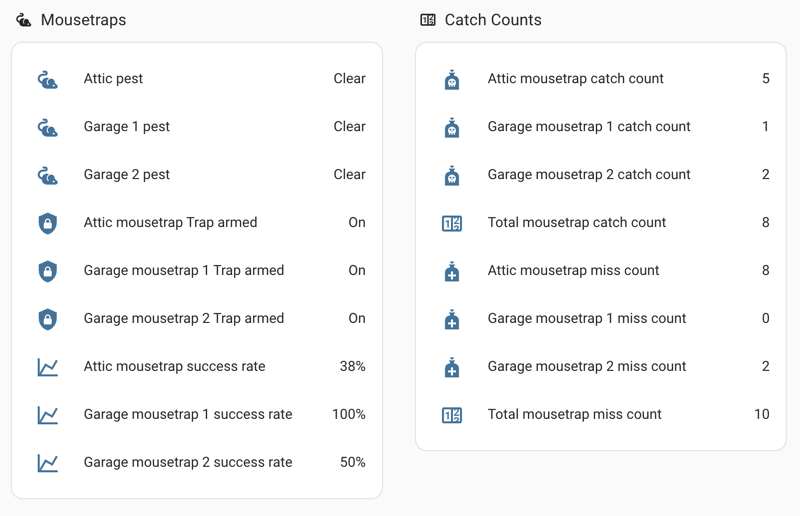 Mousetraps
Attic pest Clear
Garage 1 pest Clear
Garage 2 pest Clear
Attic mousetrap Trap armed On
Garage mousetrap 1 Trap armed On
Garage mousetrap 2 Trap armed On
Attic mousetrap success rate 38%
Garage mousetrap 1 success rate 100%
Garage mousetrap 2 success rate 50%
Catch Counts
Attic mousetrap catch count 5
Garage mousetrap 1 catch count 1
Garage mousetrap 2 catch count 2
Total mousetrap catch count 8
Attic mousetrap miss count 8
Garage mousetrap 1 miss count 0
Garage mousetrap 2 miss count 2
Total mousetrap miss count 10